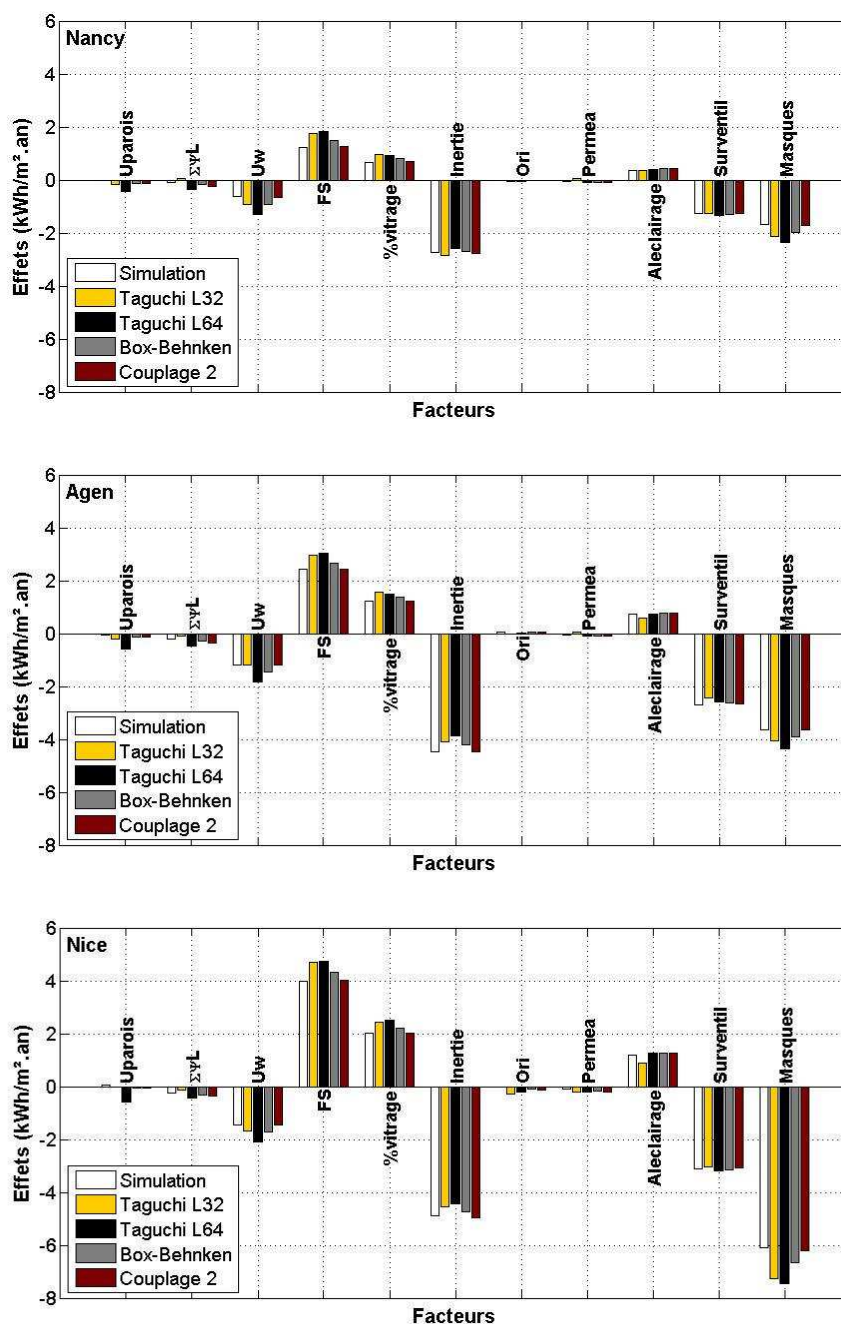 Nancy
Effets (kWh/m².an)
6
4
2
0
-2
-4
-6
-8
Uparois
ΣΨL
Uw
FS
%vitrage
Inertie
Ori
Permea
Aleclairage
Surventil
Masques
Simulation
Taguchi L32
Taguchi L64
Box-Behnken
Couplage 2
Facteurs
Agen
Effets (kWh/m².an)
6
4
2
0
-2
-4
-6
-8
Uparois
ΣΨL
Uw
FS
%vitrage
Inertie
Ori
Permea
Aleclairage
Surventil
Masques
Simulation
Taguchi L32
Taguchi L64
Box-Behnken
Couplage 2
Facteurs
Nice
Effets (kWh/m².an)
6
4
2
0
-2
-4
-6
-8
Uparois
ΣΨL
Uw
FS
%vitrage
Inertie
Ori
Permea
Aleclairage
Surventil
Masques
Simulation
Taguchi L32
Taguchi L64
Box-Behnken
Couplage 2
Facteurs